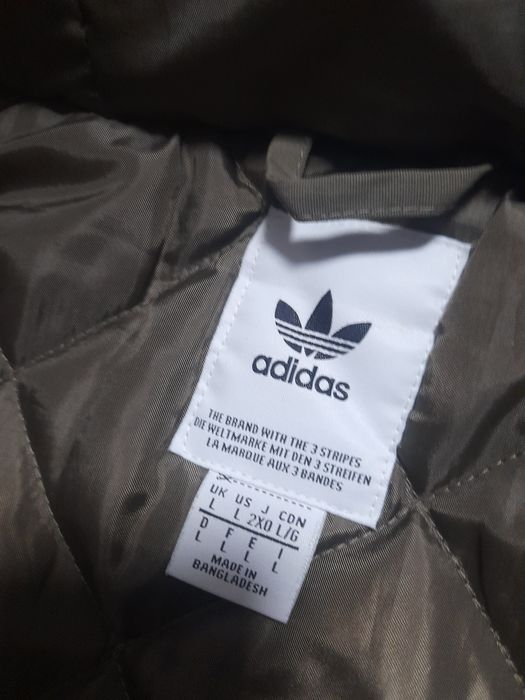 adidas
THE BRAND WITH THE 3 STRIPES
DIE WELTMARKE MIT DEN 3 STREIFEN
LA MARQUE AUX 3 BANDES
UK US J CDN
L L 2XO L/G
D F E I
L L L L
MADE IN
BANGLADESH